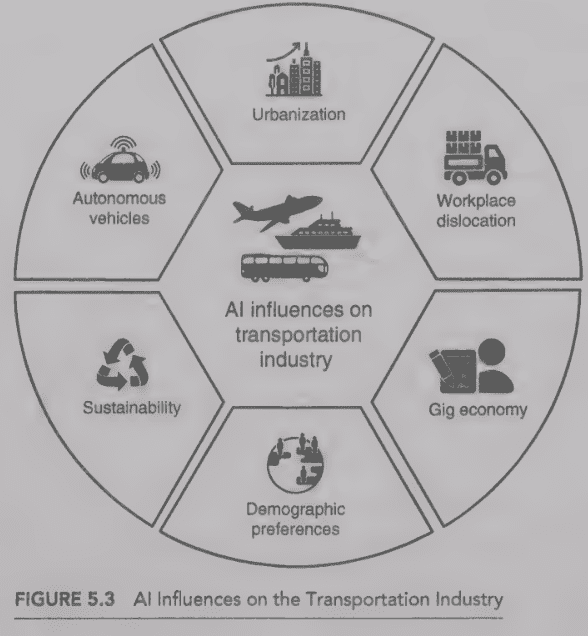 Urbanization
Autonomous
vehicles
Workplace
dislocation
AI influences on
transportation
industry
Sustainability
Gig economy
Demographic
preferences
FIGURE 5.3 AI Influences on the Transportation Industry